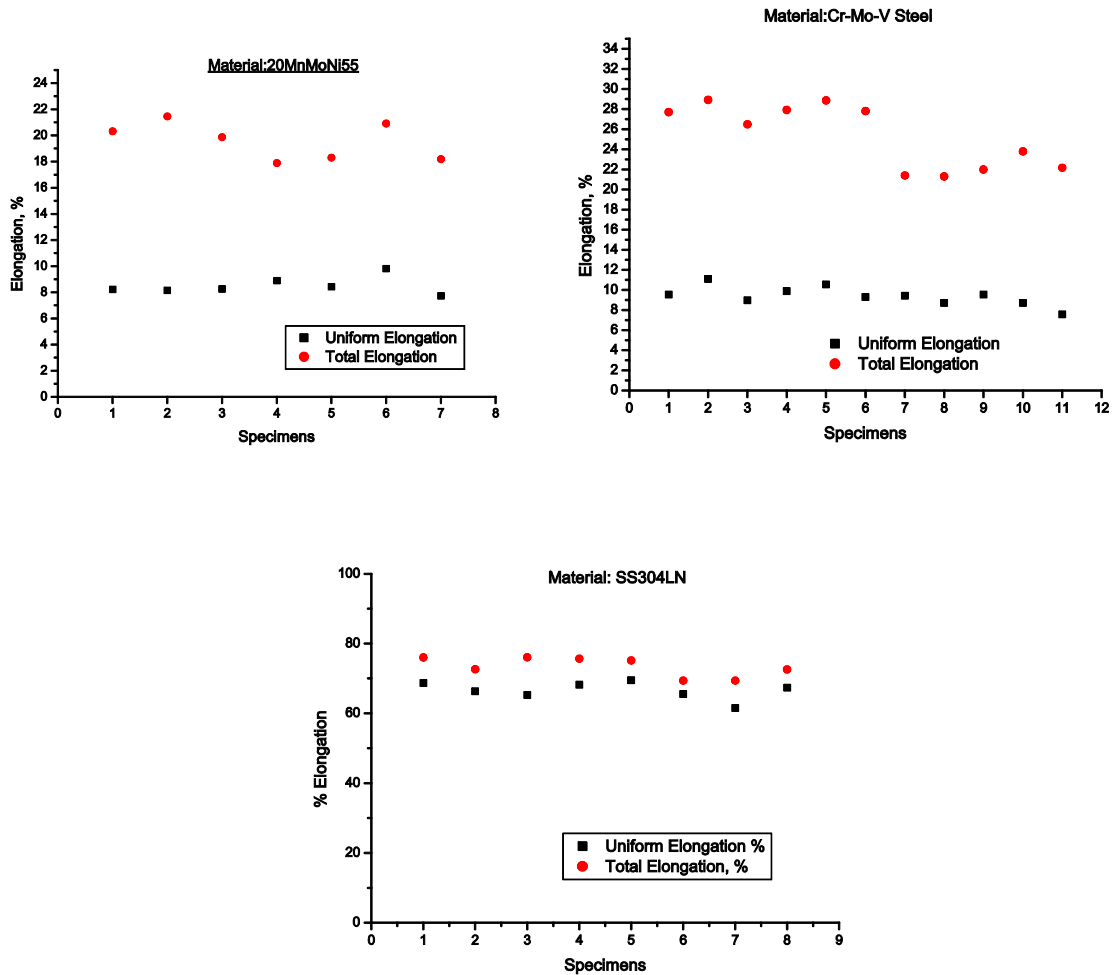 Material:20MnMoNi55
Elongation, %
24
22
20
18
16
14
12
10
8
6
4
2
0
Uniform Elongation
Total Elongation
0 1 2 3 4 5 6 7 8
Specimens
Material:Cr-Mo-V Steel
Elongation, %
34
32
30
28
26
24
22
20
18
16
14
12
10
8
6
4
2
0
Uniform Elongation
Total Elongation
0 1 2 3 4 5 6 7 8 9 10 11 12
Specimens
Material: SS304LN
% Elongation
100
80
60
40
20
0
Uniform Elongation %
Total Elongation, %
0 1 2 3 4 5 6 7 8 9
Specimens